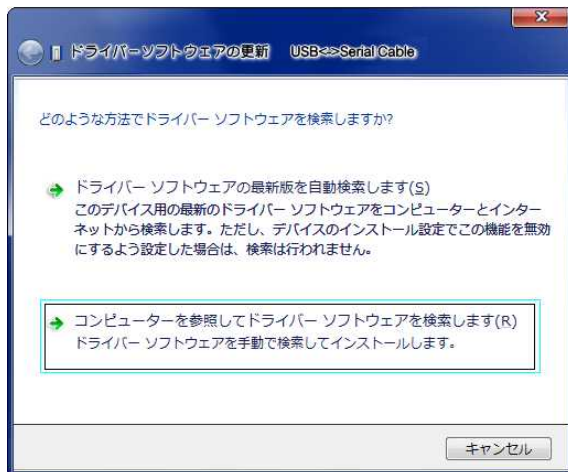 ドライバーソフトウェアの更新 USB<=>Serial Cable
どのような方法でドライバー ソフトウェアを検索しますか?
ドライバー ソフトウェアの最新版を自動検索します(S)
このデバイス用の最新のドライバー ソフトウェアをコンピューターとインター
ネットから検索します。ただし、デバイスのインストール設定でこの機能を無効
にするよう設定した場合は、検索は行われません。
コンピューターを参照してドライバー ソフトウェアを検索します(R)
ドライバー ソフトウェアを手動で検索してインストールします。
キャンセル